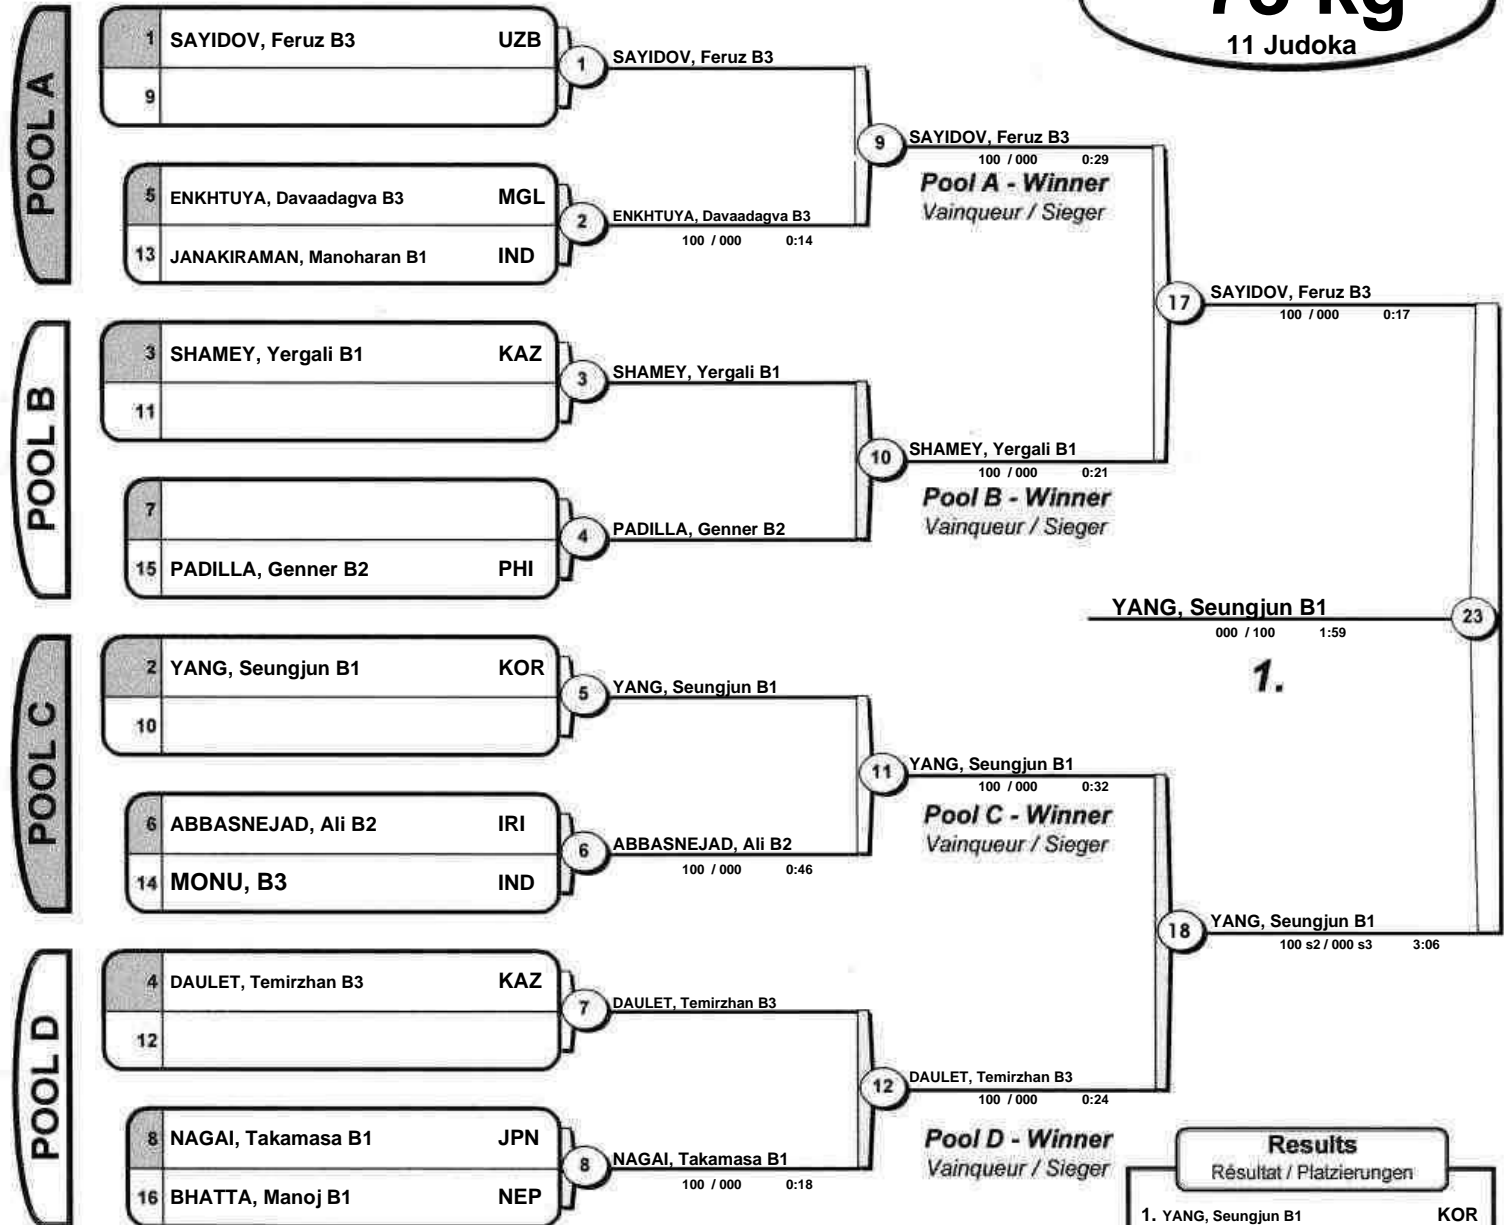 73 kg
11 Judoka
POOL A
1 SAYIDOV, Feruz B3 UZB
9
1 SAYIDOV, Feruz B3
5 ENKHTUYA, Davaadagva B3 MGL
13 JANAKIRAMAN, Manoharan B1 IND
2 ENKHTUYA, Davaadagva B3
100 / 000 0:14
9 SAYIDOV, Feruz B3
100 / 000 0:29
Pool A - Winner
Vainqueur / Sieger
POOL B
3 SHAMEY, Yergali B1 KAZ
11
3 SHAMEY, Yergali B1
7
15 PADILLA, Genner B2 PHI
4 PADILLA, Genner B2
10 SHAMEY, Yergali B1
100 / 000 0:21
Pool B - Winner
Vainqueur / Sieger
17 SAYIDOV, Feruz B3
100 / 000 0:17
YANG, Seungjun B1 23
000 / 100 1:59
1.
POOL C
2 YANG, Seungjun B1 KOR
10
5 YANG, Seungjun B1
6 ABBASNEJAD, Ali B2 IRI
14 MONU, B3 IND
6 ABBASNEJAD, Ali B2
100 / 000 0:46
11 YANG, Seungjun B1
100 / 000 0:32
Pool C - Winner
Vainqueur / Sieger
18 YANG, Seungjun B1
100 s2 / 000 s3 3:06
POOL D
4 DAULET, Temirzhan B3 KAZ
12
7 DAULET, Temirzhan B3
8 NAGAI, Takamasa B1 JPN
16 BHATTA, Manoj B1 NEP
8 NAGAI, Takamasa B1
100 / 000 0:18
12 DAULET, Temirzhan B3
100 / 000 0:24
Pool D - Winner
Vainqueur / Sieger
Results
Résultat / Platzierungen
1. YANG, Seungjun B1 KOR